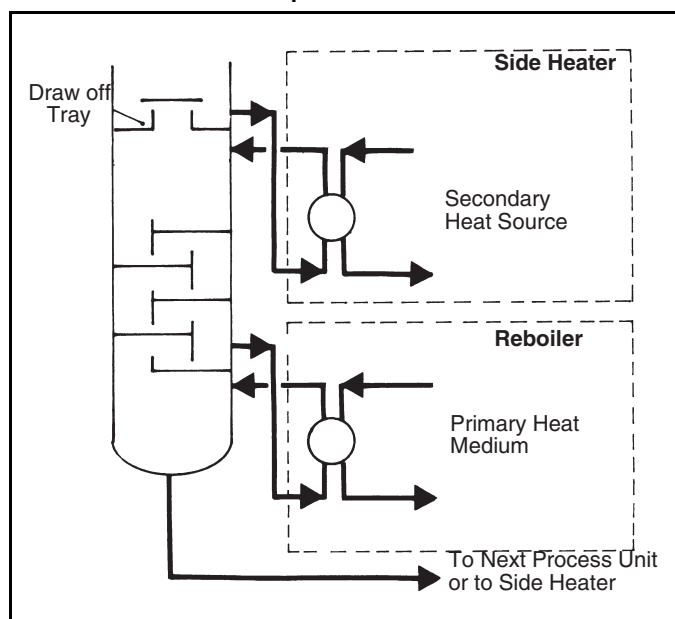 Side Heater
Draw off
Tray
Secondary
Heat Source
Reboiler
Primary Heat
Medium
To Next Process Unit
or to Side Heater